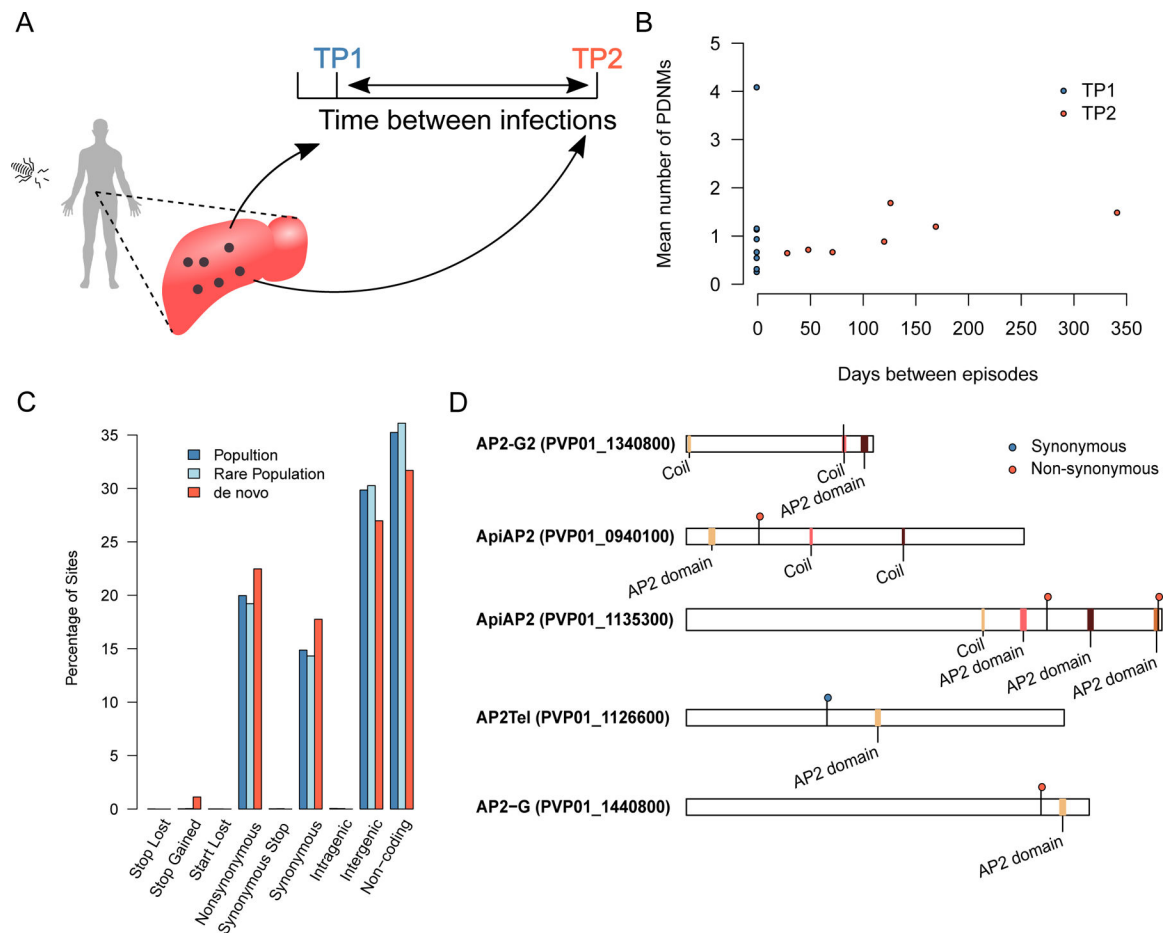 A
TP1
TP2
Time between infections
B
Mean number of PDNMs
5
4
3
2
1
0
TP1
TP2
0 50 100 150 200 250 300 350
Days between episodes
C
Percentage of Sites
35
30
25
20
15
10
5
0
Popultion
Rare Population
de novo
Stop Lost
Stop Gained
Start Lost
Nonsynonymous
Synonymous Stop
Synonymous
Intragenic
Intergenic
Non-coding
D
Synonymous
Non-synonymous
AP2-G2 (PVP01_1340800)
Coil
Coil
AP2 domain
ApiAP2 (PVP01_0940100)
AP2 domain
Coil
Coil
ApiAP2 (PVP01_1135300)
Coil
AP2 domain
AP2 domain
AP2 domain
AP2Tel (PVP01_1126600)
AP2 domain
AP2-G (PVP01_1440800)
AP2 domain